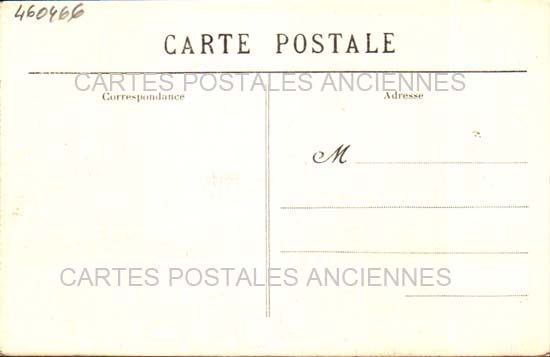 460466
CARTE POSTALE
CARTES POSTALES ANCIENNES
Correspondance
Adresse
M
CARTES POSTALES ANCIENNES